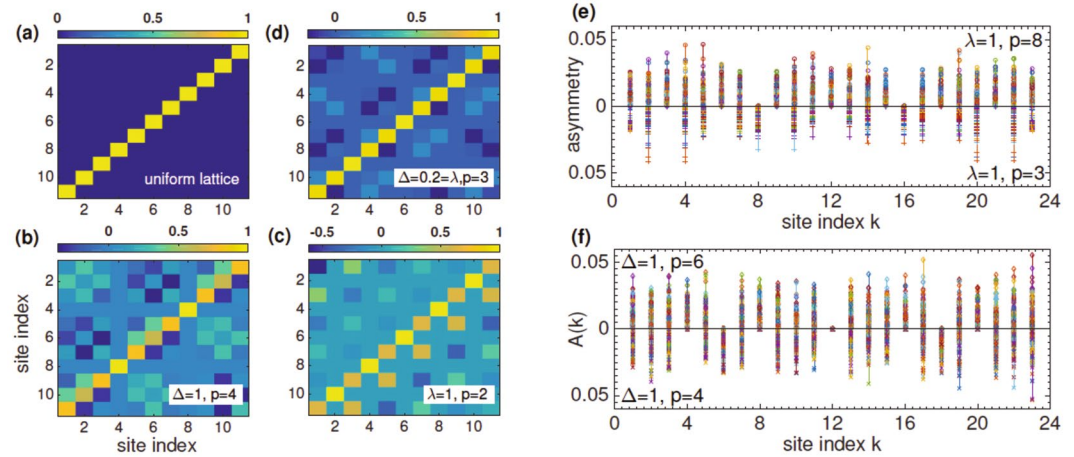 (a)
0 0.5 1
2
4
6
8
10
uniform lattice
2 4 6 8 10
(d)
0 0.5 1
2
4
6
8
10
Δ=0.2=λ,p=3
2 4 6 8 10
(b)
0 0.5 1
2
4
6
8
10
Δ=1, p=4
2 4 6 8 10
site index
site index
(c)
-0.5 0 0.5 1
2
4
6
8
10
λ=1, p=2
2 4 6 8 10
(e)
0.05
0
0.05
asymmetry
λ=1, p=8
λ=1, p=3
0 4 8 12 16 20 24
site index k
(f)
0.05
0
0.05
A(k)
Δ=1, p=6
Δ=1, p=4
0 4 8 12 16 20 24
site index k